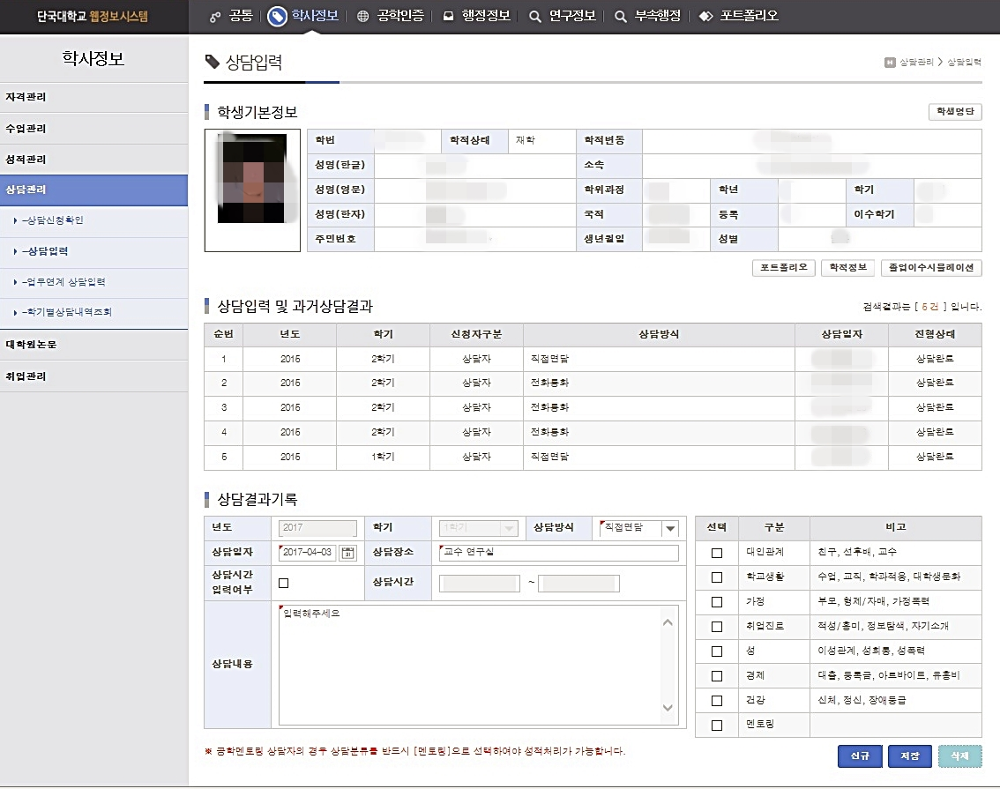 단국대학교 웹정보시스템
공통 학사정보 공학인증 행정정보 연구정보 부속행정 포트폴리오
학사정보
자격관리
수업관리
성적관리
상담관리
-상담신청확인
-상담입력
-업무연계 상담입력
-학기별상담내역조회
대학원논문
취업관리
상담입력
H 상담관리 > 상담입력
학생기본정보
학생명단
학번 학적상태 재학 학적변동
성명(한글) 소속
성명(영문) 학위과정 학년 학기
성명(한자) 국적 등록 이수학기
주민번호 생년월일 성별
포트폴리오 학적정보 졸업이수시뮬레이션
상담입력 및 과거상담결과
검색결과는 [ 5 건 ] 입니다.
순번 년도 학기 신청자구분 상담방식 상담일자 진행상태
1 2015 2학기 상담자 직접면담 상담완료
2 2015 2학기 상담자 전화통화 상담완료
3 2015 2학기 상담자 전화통화 상담완료
4 2015 2학기 상담자 전화통화 상담완료
5 2015 1학기 상담자 직접면담 상담완료
상담결과기록
년도 2017 학기 1학기 상담방식 직접면담
상담일자 2017-04-03 상담장소 교수 연구실
상담시간
입력여부
상담시간 ~
상담내용
입력해주세요
선택 구분 비고
대인관계 친구, 선후배, 교수
학교생활 수업, 교직, 학과적응, 대학생문화
가정 부모, 형제/자매, 가정폭력
취업진로 적성/흥미, 정보탐색, 자기소개
성 이성관계, 성희롱, 성폭력
경제 대출, 등록금, 아르바이트, 유흥비
건강 신체, 정신, 장애등급
멘토링
※ 공학멘토링 상담자의 경우 상담분류를 반드시 [멘토링]으로 선택하여야 성적처리가 가능합니다.
신규 저장 삭제